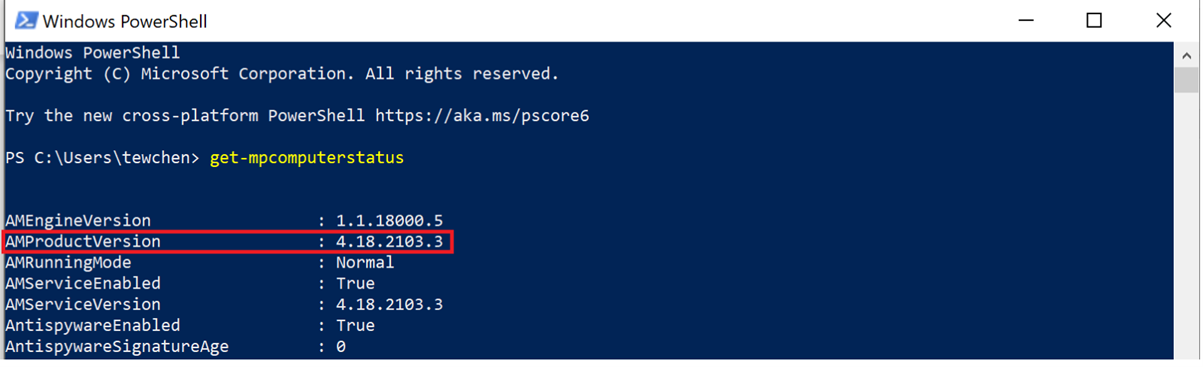 Windows PowerShell
Windows PowerShell
Copyright (C) Microsoft Corporation. All rights reserved.
Try the new cross-platform PowerShell https://aka.ms/pscore6
PS C:\Users\tewchen> get-mpcomputerstatus
AMEngineVersion : 1.1.18000.5
AMProductVersion : 4.18.2103.3
AMRunningMode : Normal
AMServiceEnabled : True
AMServiceVersion : 4.18.2103.3
AntispywareEnabled : True
AntispywareSignatureAge : 0